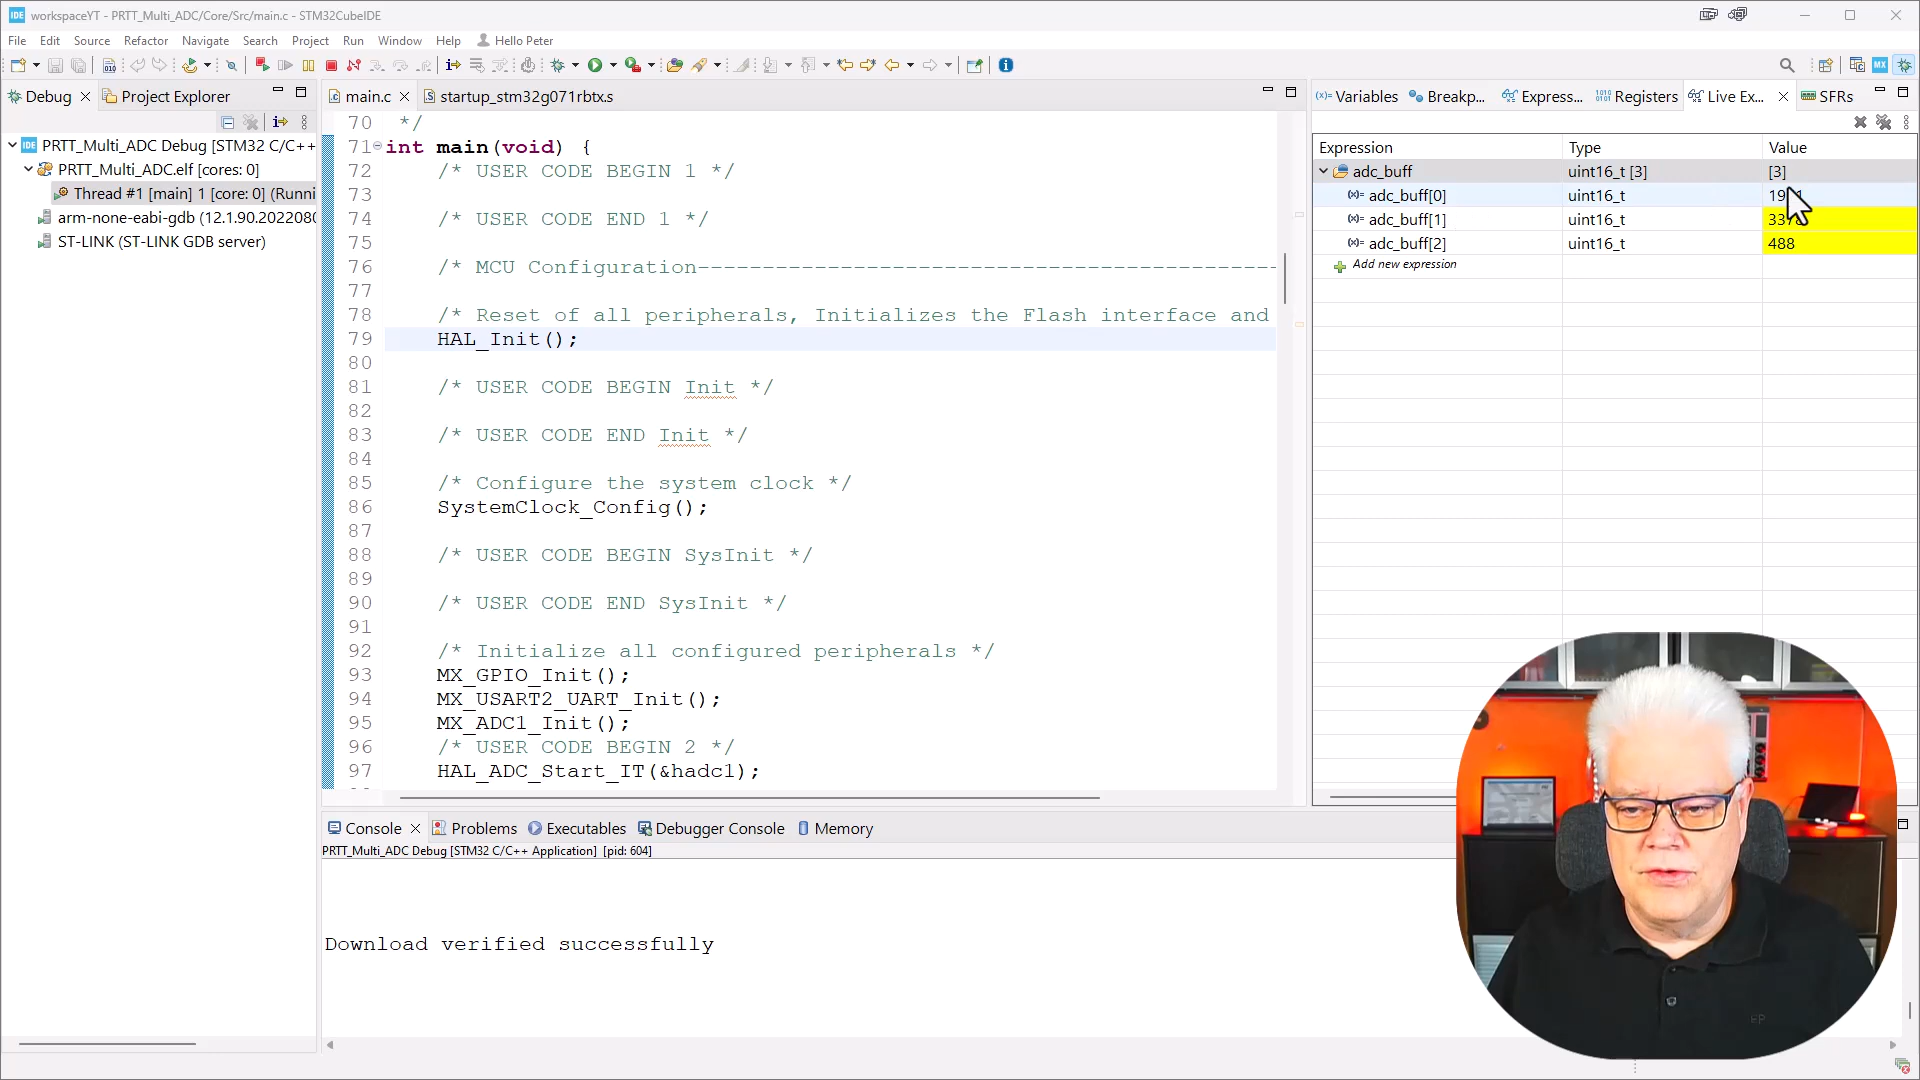 workspaceYT - PRTT_Multi_ADC/Core/Src/main.c - STM32CubeIDE
File Edit Source Refactor Navigate Search Project Run Window Help Hello Peter
Debug Project Explorer
PRTT_Multi_ADC Debug [STM32 C/C++
PRTT_Multi_ADC.elf [cores: 0]
Thread #1 [main] 1 [core: 0] (Runni
arm-none-eabi-gdb (12.1.90.2022080
ST-LINK (ST-LINK GDB server)
main.c startup_stm32g071rbtx.s
70 */
71 int main(void) {
72 /* USER CODE BEGIN 1 */
73
74 /* USER CODE END 1 */
75
76 /* MCU Configuration---------------------------------------------
77
78 /* Reset of all peripherals, Initializes the Flash interface and
79 HAL_Init();
80
81 /* USER CODE BEGIN Init */
82
83 /* USER CODE END Init */
84
85 /* Configure the system clock */
86 SystemClock_Config();
87
88 /* USER CODE BEGIN SysInit */
89
90 /* USER CODE END SysInit */
91
92 /* Initialize all configured peripherals */
93 MX_GPIO_Init();
94 MX_USART2_UART_Init();
95 MX_ADC1_Init();
96 /* USER CODE BEGIN 2 */
97 HAL_ADC_Start_IT(&hadc1);
Variables Breakp... Express... Registers Live Ex... SFRs
Expression Type Value
adc_buff uint16_t [3] [3]
adc_buff[0] uint16_t
adc_buff[1] uint16_t
adc_buff[2] uint16_t 488
Add new expression
Console Problems Executables Debugger Console Memory
PRTT_Multi_ADC Debug [STM32 C/C++ Application] [pid: 604]
Download verified successfully